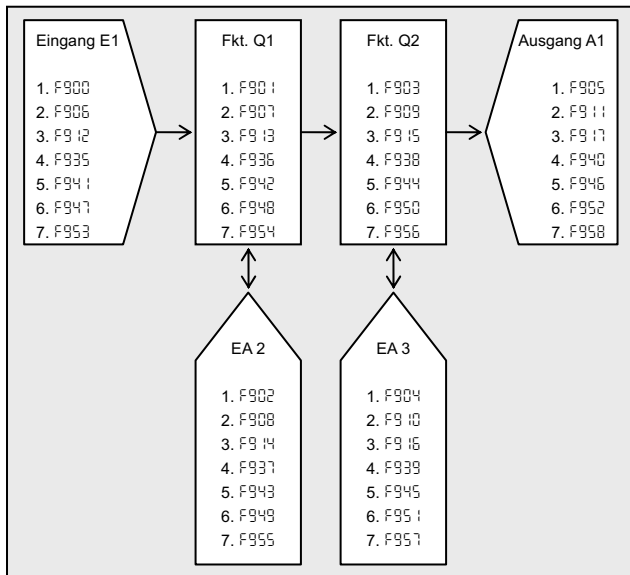 Eingang E1
1. F900
2. F906
3. F912
4. F935
5. F941
6. F947
7. F953
Fkt. Q1
1. F901
2. F907
3. F913
4. F936
5. F942
6. F948
7. F954
Fkt. Q2
1. F903
2. F909
3. F915
4. F938
5. F944
6. F950
7. F956
Ausgang A1
1. F905
2. F911
3. F917
4. F940
5. F946
6. F952
7. F958
EA 2
1. F902
2. F908
3. F914
4. F937
5. F943
6. F949
7. F955
EA 3
1. F904
2. F910
3. F916
4. F939
5. F945
6. F951
7. F957